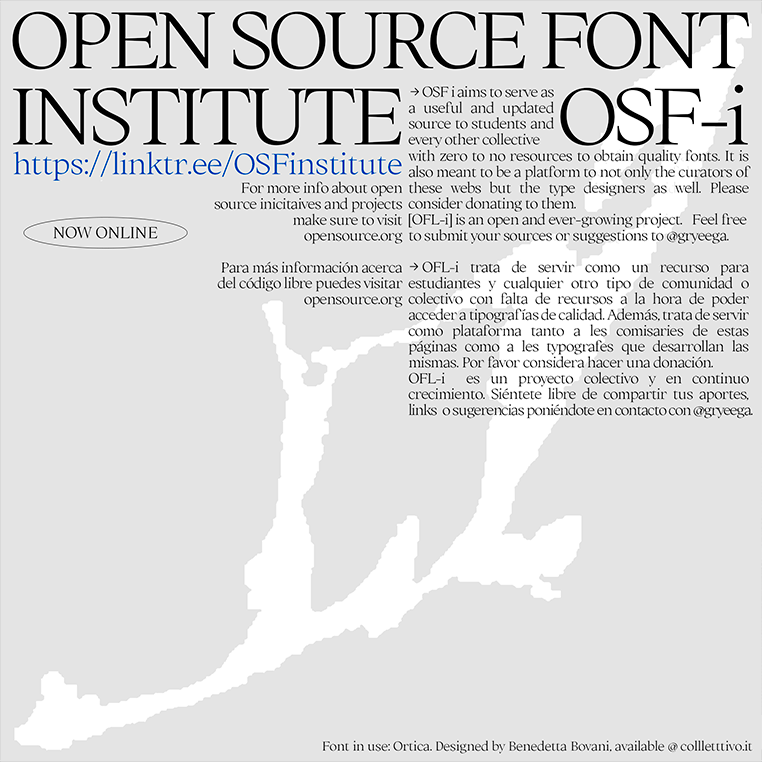 OPEN SOURCE FONT
INSTITUTE
OSF-i
→ OSF i aims to serve as
a useful and updated
source to students and
every other collective
with zero to no resources to obtain quality fonts. It is
also meant to be a platform to not only the curators of
these webs but the type designers as well. Please
consider donating to them.
[OFL-i] is an open and ever-growing project. Feel free
to submit your sources or suggestions to @gryeega.
https://linktr.ee/OSFinstitute
For more info about open
source inicitaives and projects
make sure to visit
opensource.org
NOW ONLINE
Para más información acerca
del código libre puedes visitar
opensource.org
→ OFL-i trata de servir como un recurso para
estudiantes y cualquier otro tipo de comunidad o
colectivo con falta de recursos a la hora de poder
acceder a tipografías de calidad. Además, trata de servir
como plataforma tanto a les comisaries de estas
páginas como a les typografes que desarrollan las
mismas. Por favor considera hacer una donación.
OFL-i es un proyecto colectivo y en continuo
crecimiento. Siéntete libre de compartir tus aportes,
links o sugerencias poniéndote en contacto con @gryeega.
Font in use: Ortica. Designed by Benedetta Bovani, available @ collletttivo.it